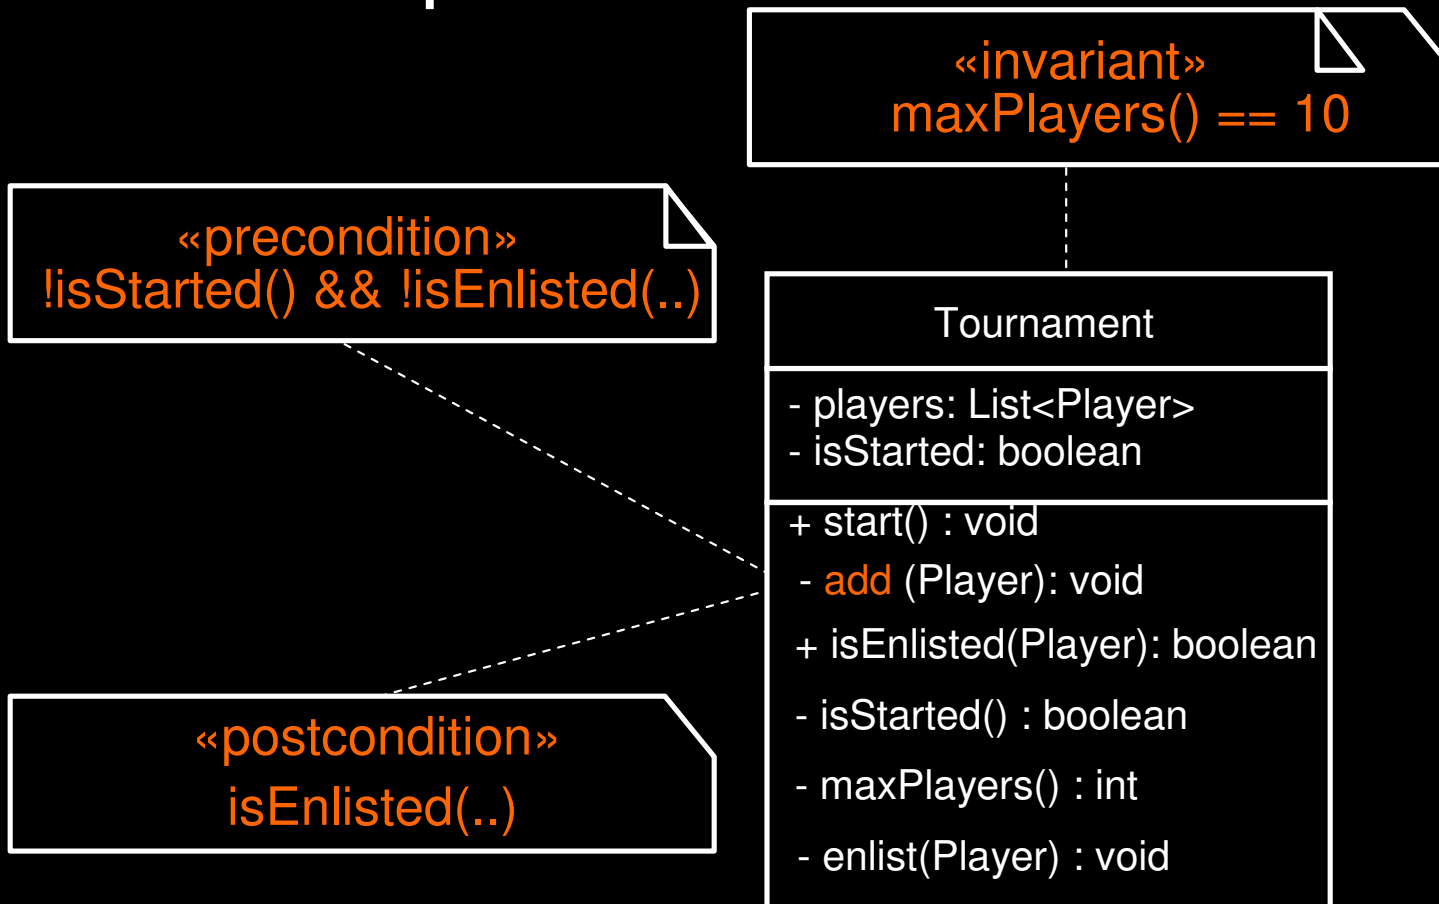 «invariant»
maxPlayers() == 10
«precondition»
!isStarted() && !isEnlisted(..)
Tournament
- players: List<Player>
- isStarted: boolean
+ start() : void
- add (Player): void
+ isEnlisted(Player): boolean
- isStarted() : boolean
- maxPlayers() : int
- enlist(Player) : void
«postcondition»
isEnlisted(..)